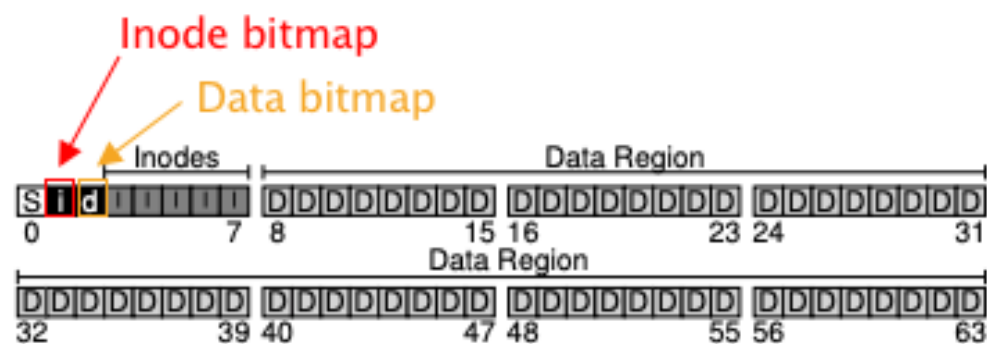 Inode bitmap
Data bitmap
Inodes Data Region
S i d I I I I I D D D D D D D D D D D D D D D D D D D D D D D D
0 7 8 15 16 23 24 31
Data Region
D D D D D D D D D D D D D D D D D D D D D D D D D D D D D D D D
32 39 40 47 48 55 56 63